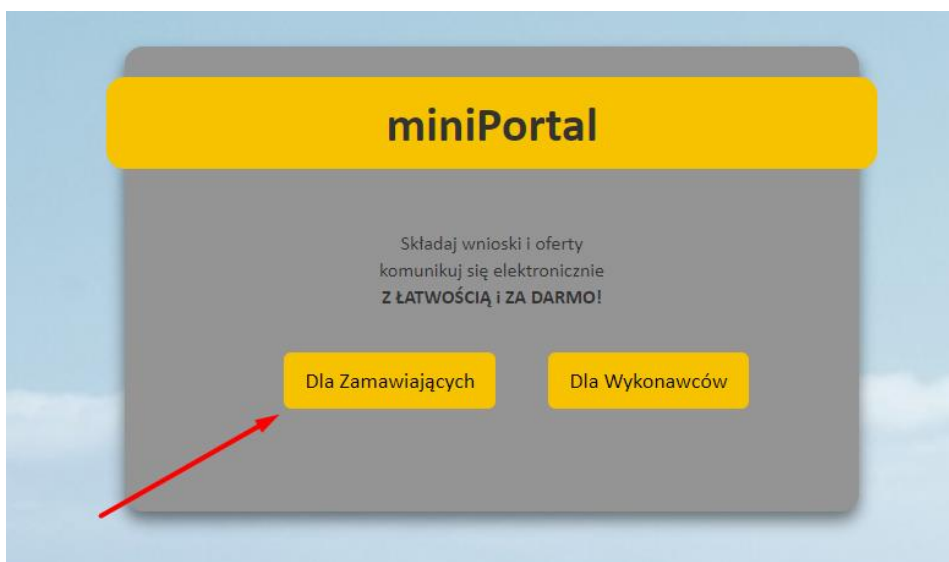 miniPortal
Składaj wnioski i oferty
komunikuj się elektronicznie
Z ŁATWOŚCIĄ i ZA DARMO!
Dla Zamawiających
Dla Wykonawców